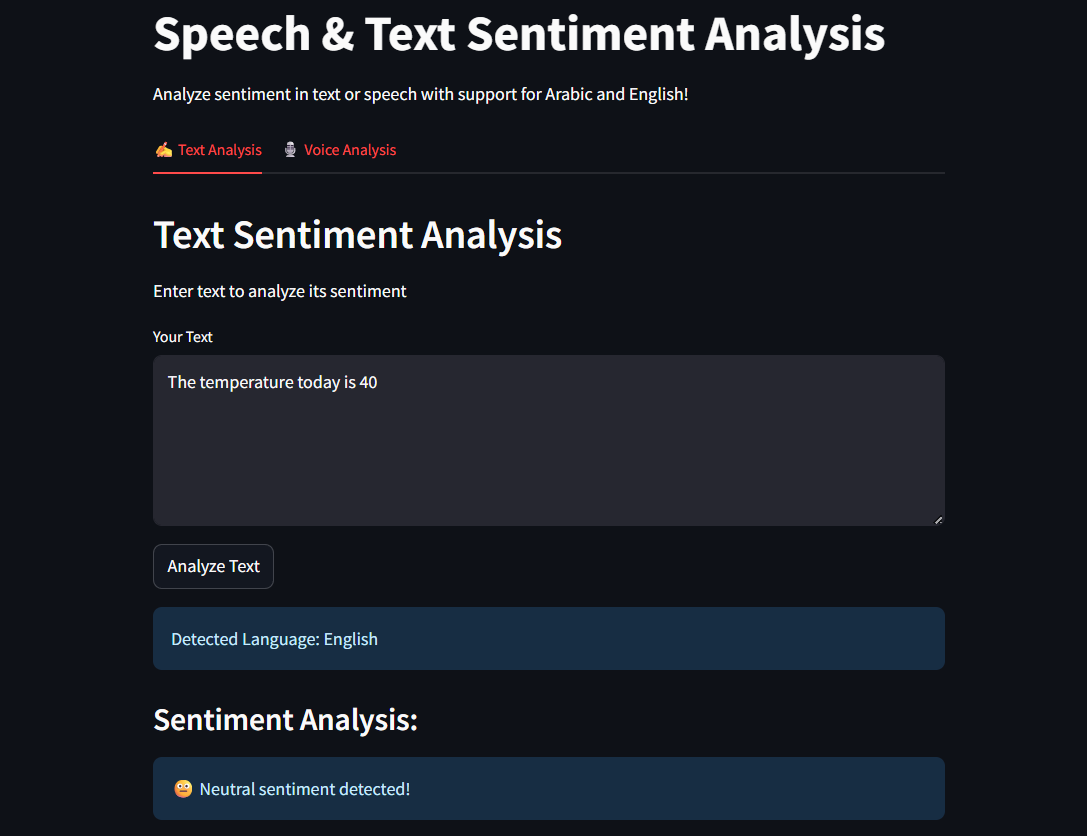 Speech & Text Sentiment Analysis
Analyze sentiment in text or speech with support for Arabic and English!
✍️ Text Analysis 🎙️ Voice Analysis
Text Sentiment Analysis
Enter text to analyze its sentiment
Your Text
The temperature today is 40
Analyze Text
Detected Language: English
Sentiment Analysis:
😐 Neutral sentiment detected!